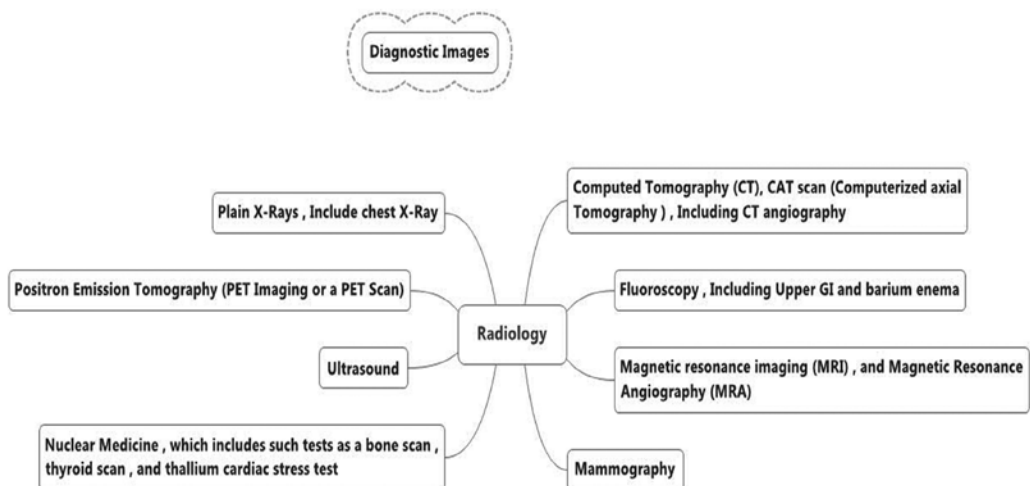 Diagnostic Images
Computed Tomography (CT), CAT scan (Computerized axial
Tomography ) , Including CT angiography
Plain X-Rays , Include chest X-Ray
Positron Emission Tomography (PET Imaging or a PET Scan)
Fluoroscopy , Including Upper GI and barium enema
Radiology
Ultrasound
Magnetic resonance imaging (MRI) , and Magnetic Resonance
Angiography (MRA)
Nuclear Medicine , which includes such tests as a bone scan ,
thyroid scan , and thallium cardiac stress test
Mammography